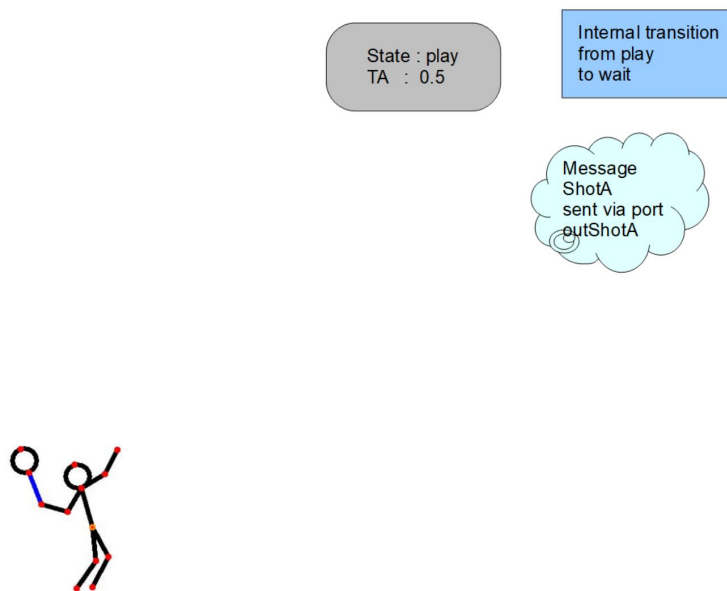 State : play
TA : 0.5
Internal transition
from play
to wait
Message
ShotA
sent via port
outShotA